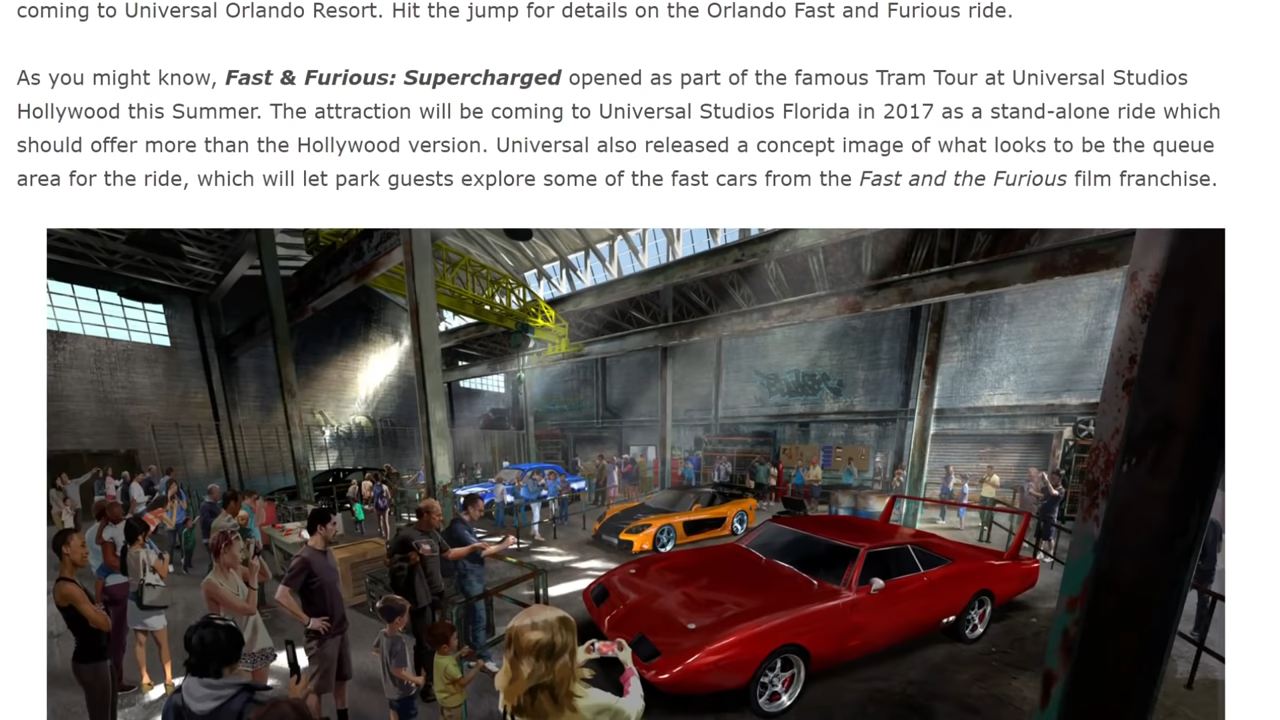 coming to Universal Orlando Resort. Hit the jump for details on the Orlando Fast and Furious ride.
As you might know, Fast & Furious: Supercharged opened as part of the famous Tram Tour at Universal Studios
Hollywood this Summer. The attraction will be coming to Universal Studios Florida in 2017 as a stand-alone ride which
should offer more than the Hollywood version. Universal also released a concept image of what looks to be the queue
area for the ride, which will let park guests explore some of the fast cars from the Fast and the Furious film franchise.